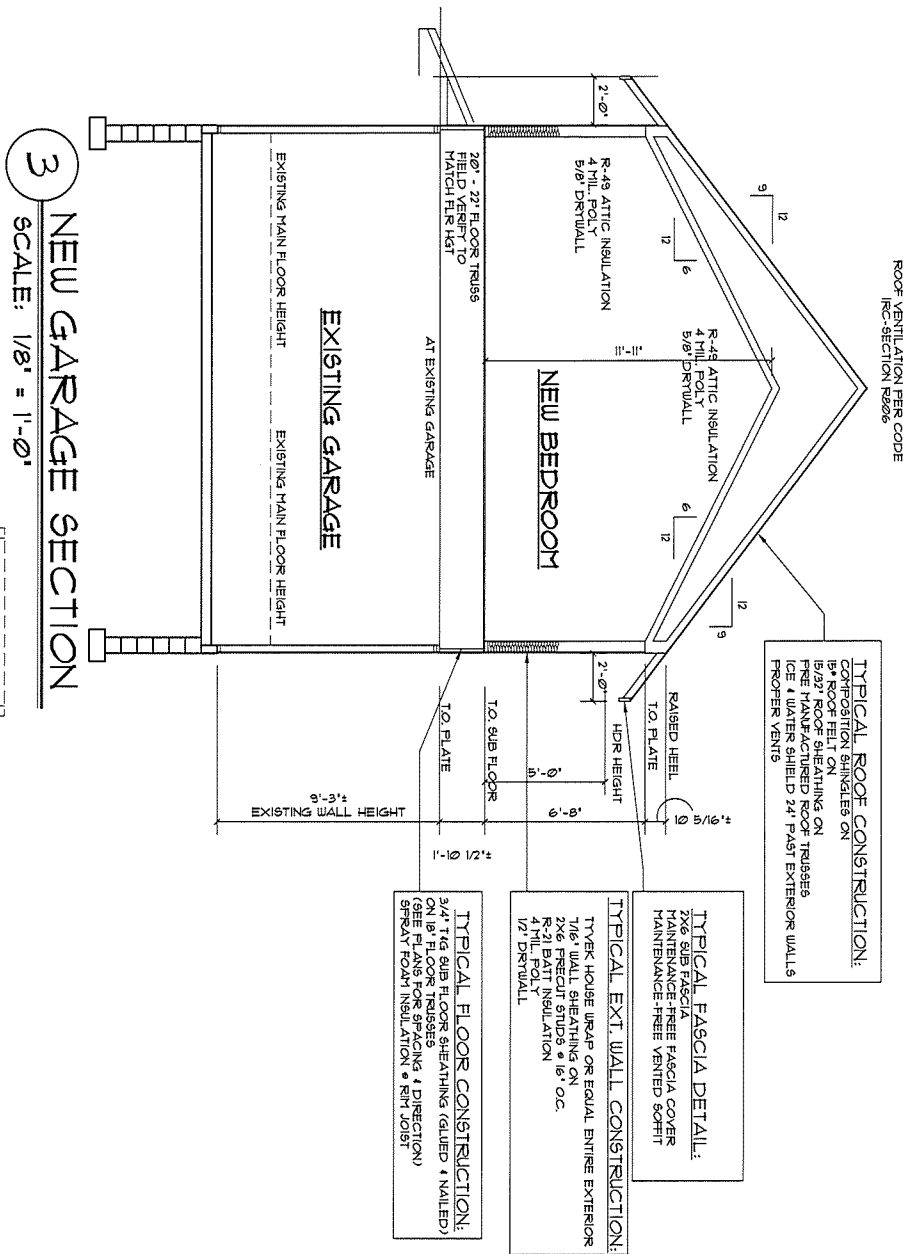 ROOF VENTILATION PER CODE
IRC-SECTION R806
12
9
12
9
TYPICAL ROOF CONSTRUCTION:
COMPOSITION SHINGLES ON
15# ROOF FELT ON
15/32" ROOF SHEATHING ON
PRE MANUFACTURED ROOF TRUSSES
ICE & WATER SHIELD 24" PAST EXTERIOR WALLS
PROPER VENTS
2'-0"
R-49 ATTIC INSULATION
4 MIL. POLY
5/8" DRYWALL
12
6
R-49 ATTIC INSULATION
4 MIL. POLY
5/8" DRYWALL
6
12
11'-11"
NEW BEDROOM
2'-0"
RAISED HEEL
T.O. PLATE
HDR HEIGHT
T.O. SUB FLOOR
T.O. PLATE
10 5/16"±
6'-8"
5'-0"
1'-10 1/2"±
9'-3"±
EXISTING WALL HEIGHT
TYPICAL FASCIA DETAIL:
2X6 SUB FASCIA
MAINTENANCE-FREE FASCIA COVER
MAINTENANCE-FREE VENTED SOFFIT
TYPICAL EXT. WALL CONSTRUCTION:
TYVEK HOUSE WRAP OR EQUAL ENTIRE EXTERIOR
7/16" WALL SHEATHING ON
2X6 PRECUT STUDS @ 16" O.C.
R-21 BATT INSULATION
4 MIL. POLY
1/2" DRYWALL
TYPICAL FLOOR CONSTRUCTION:
3/4" T&G SUB FLOOR SHEATHING (GLUED & NAILED)
ON 18" FLOOR TRUSSES
(SEE PLANS FOR SPACING & DIRECTION)
SPRAY FOAM INSULATION @ RIM JOIST
20" - 22" FLOOR TRUSS
FIELD VERIFY TO
MATCH FLR HGT
AT EXISTING GARAGE
EXISTING GARAGE
EXISTING MAIN FLOOR HEIGHT
EXISTING MAIN FLOOR HEIGHT
3
NEW GARAGE SECTION
SCALE: 1/8" = 1'-0"